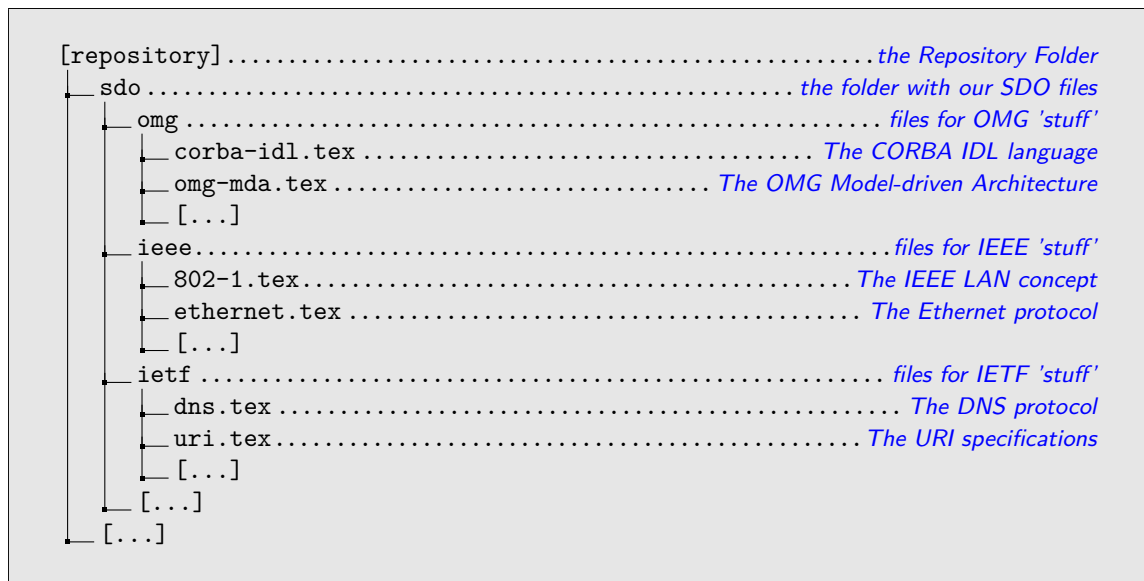 [repository]......................................................the Repository Folder
sdo......................................................the folder with our SDO files
omg......................................................files for OMG 'stuff'
corba-idl.tex......................................The CORBA IDL language
omg-mda.tex..............................The OMG Model-driven Architecture
[...]
ieee......................................................files for IEEE 'stuff'
802-1.tex..........................................The IEEE LAN concept
ethernet.tex.......................................The Ethernet protocol
[...]
ietf......................................................files for IETF 'stuff'
dns.tex.................................................The DNS protocol
uri.tex.............................................The URI specifications
[...]
[...]
[...]